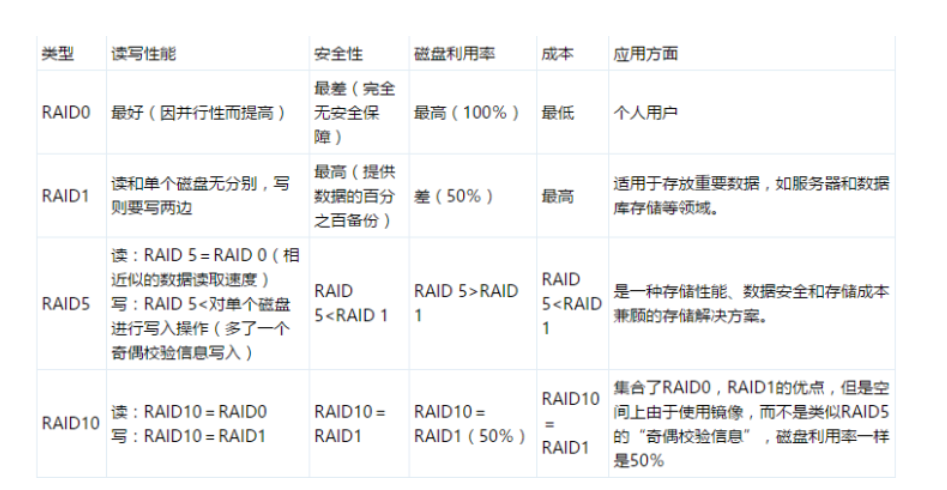 类型 读写性能 安全性 磁盘利用率 成本 应用方面
RAID0 最好（因并行性而提高） 最差（完全
无安全保
障） 最高（100%） 最低 个人用户
RAID1 读和单个磁盘无分别，写
则要写两边 最高（提供
数据的百分
之百备份） 差（50%） 最高 适用于存放重要数据，如服务器和数据
库存储等领域。
RAID5 读：RAID 5=RAID 0（相
近似的数据读取速度）
写：RAID 5<对单个磁盘
进行写入操作（多了一个
奇偶校验信息写入） RAID
5<RAID 1 RAID 5>RAID
1 RAID
5<RAID
1 是一种存储性能、数据安全和存储成本
兼顾的存储解决方案。
RAID10 读：RAID10=RAID0
写：RAID10=RAID1 RAID10=
RAID1 RAID10=
RAID1（50%） RAID10
=
RAID1 集合了RAID0，RAID1的优点，但是空
间上由于使用镜像，而不是类似RAID5
的“奇偶校验信息”，磁盘利用率一样
是50%